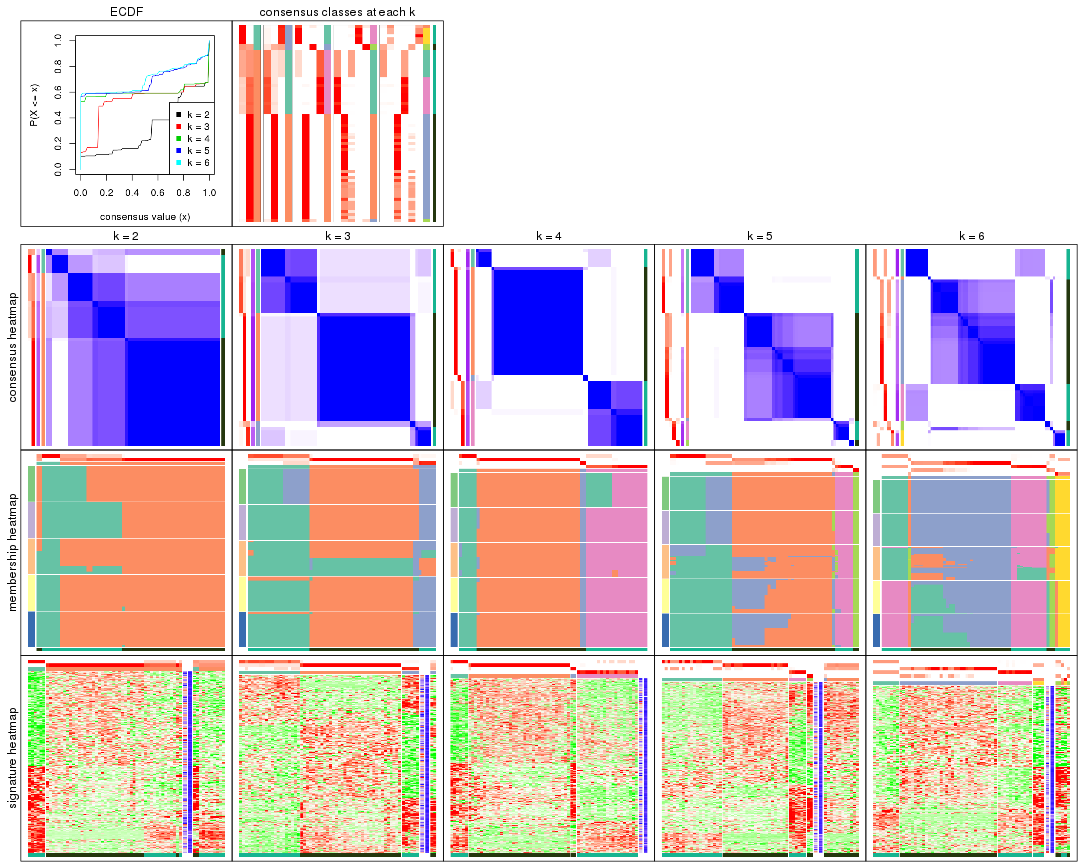 ECDF
consensus classes at each k
P(X <= x)
1.0
0.8
0.6
0.4
0.2
0.0
k = 2
k = 3
k = 4
k = 5
k = 6
0.0 0.2 0.4 0.6 0.8 1.0
consensus value (x)
k = 2
k = 3
k = 4
k = 5
k = 6
consensus heatmap
membership heatmap
signature heatmap